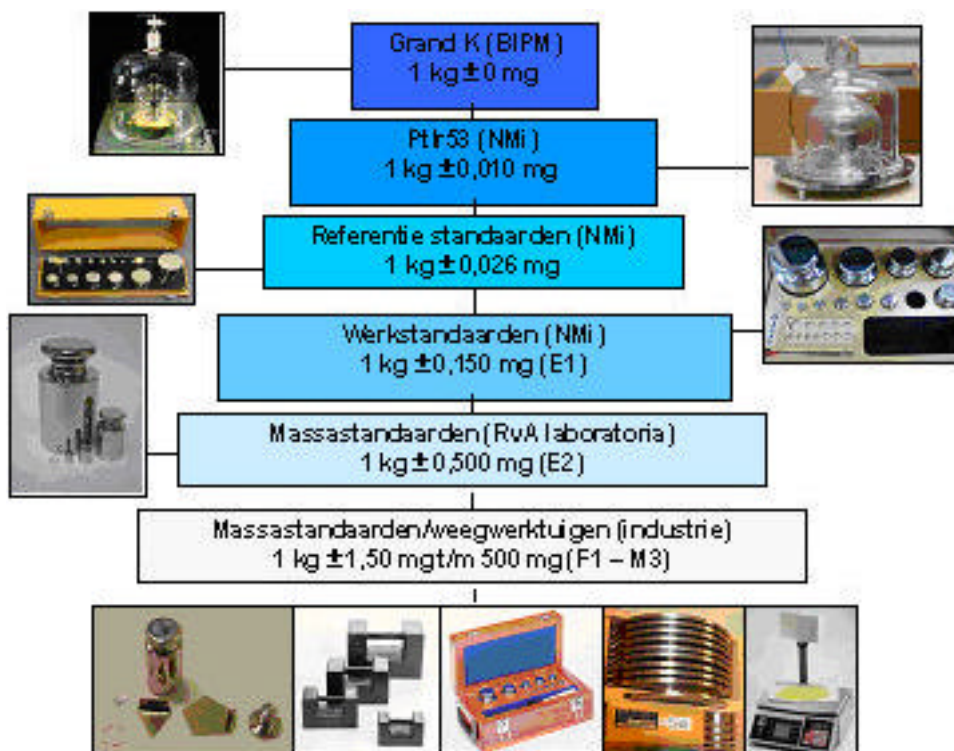 Grand K (BIPM)
1 kg ± 0 mg
PtIr53 (NMi)
1 kg ±0,010 mg
Referentie standaarden (NMi)
1 kg ±0,026 mg
Werkstandaarden (NMi)
1 kg ±0,150 mg (E1)
Massastandaarden (RvA laboratoria)
1 kg ± 0,500 mg (E2)
Massastandaarden/weegwerktuigen (industrie)
1 kg ±1,50 mg t/m 500 mg (F1 – M3)